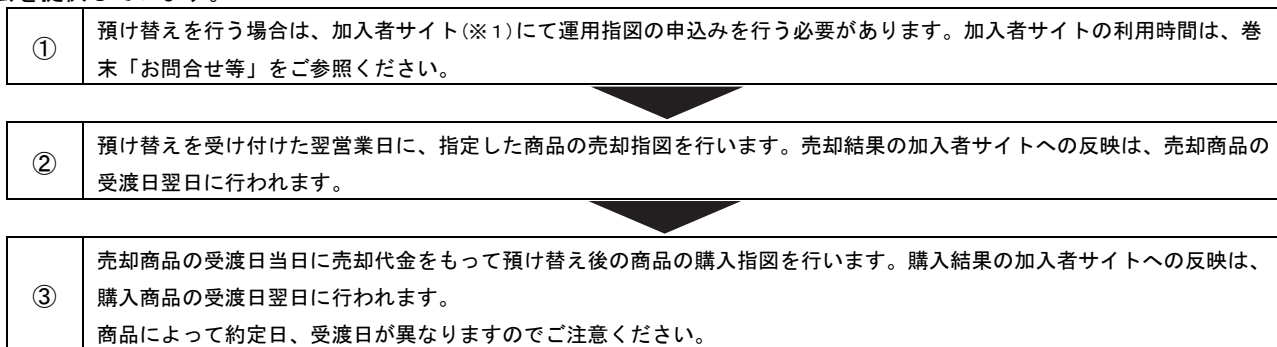 ①
預け替えを行う場合は、加入者サイト(※1)にて運用指図の申込みを行う必要があります。加入者サイトの利用時間は、巻
末「お問合せ等」をご参照ください。
②
預け替えを受け付けた翌営業日に、指定した商品の売却指図を行います。売却結果の加入者サイトへの反映は、売却商品の
受渡日翌日に行われます。
③
売却商品の受渡日当日に売却代金をもって預け替え後の商品の購入指図を行います。購入結果の加入者サイトへの反映は、
購入商品の受渡日翌日に行われます。
商品によって約定日、受渡日が異なりますのでご注意ください。